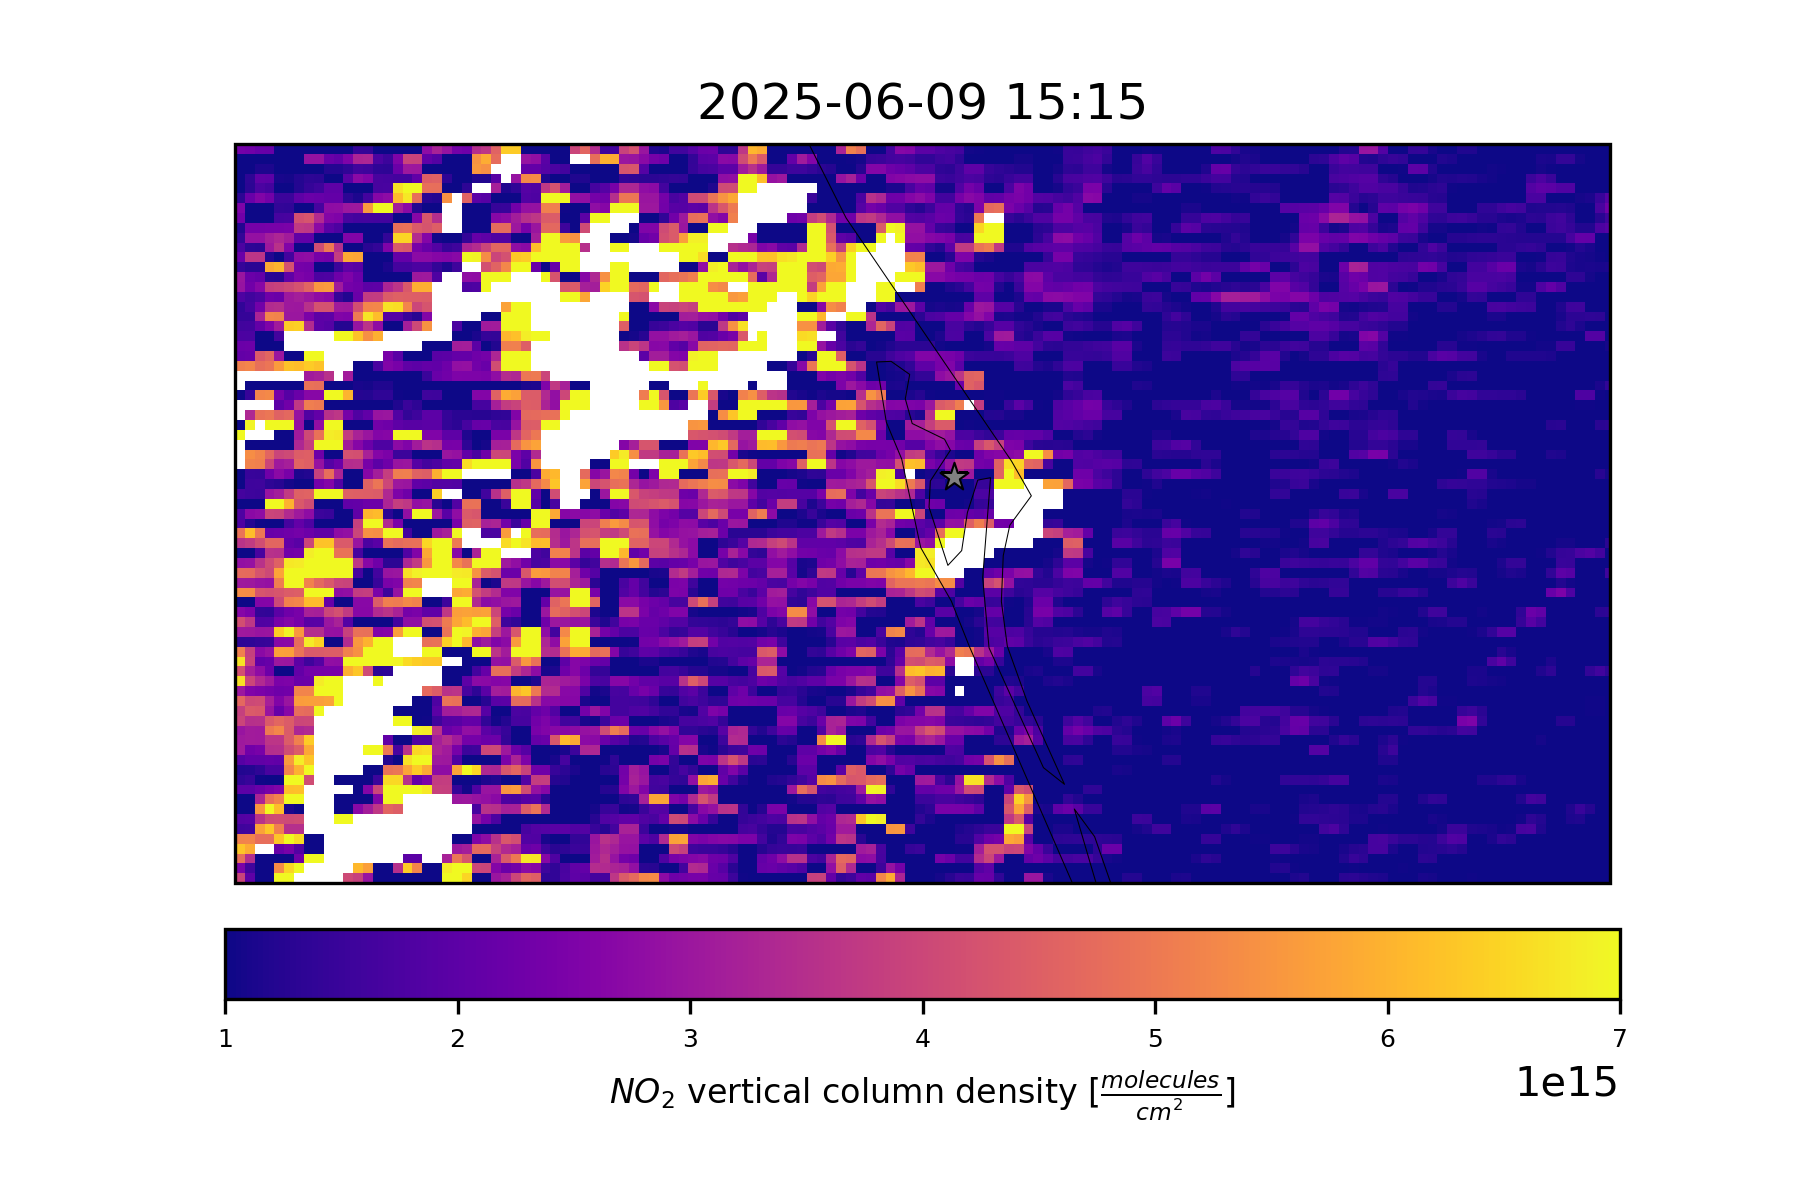 2025-06-09 15:15
1 2 3 4 5 6 7
1e15
NO₂ vertical column density [molecules/cm²]